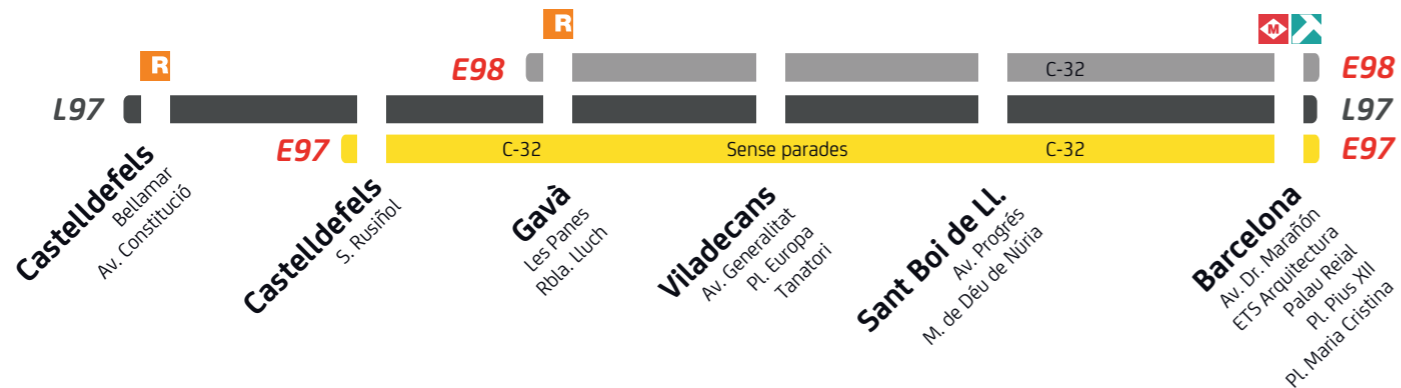 R
R
M
E98
C-32
E98
L97
L97
E97
C-32
Sense parades
C-32
E97
Castelldefels
Bellamar
Av. Constitució
Castelldefels
S. Rusiñol
Gavà
Les Panes
Rbla. Lluch
Viladecans
Av. Generalitat
Pl. Europa
Tanatori
Sant Boi de Ll.
Av. Progrés
M. de Déu de Núria
Barcelona
Av. Dr. Marañón
ETS Arquitectura
Palau Reial
Pl. Pius XII
Pl. Maria Cristina